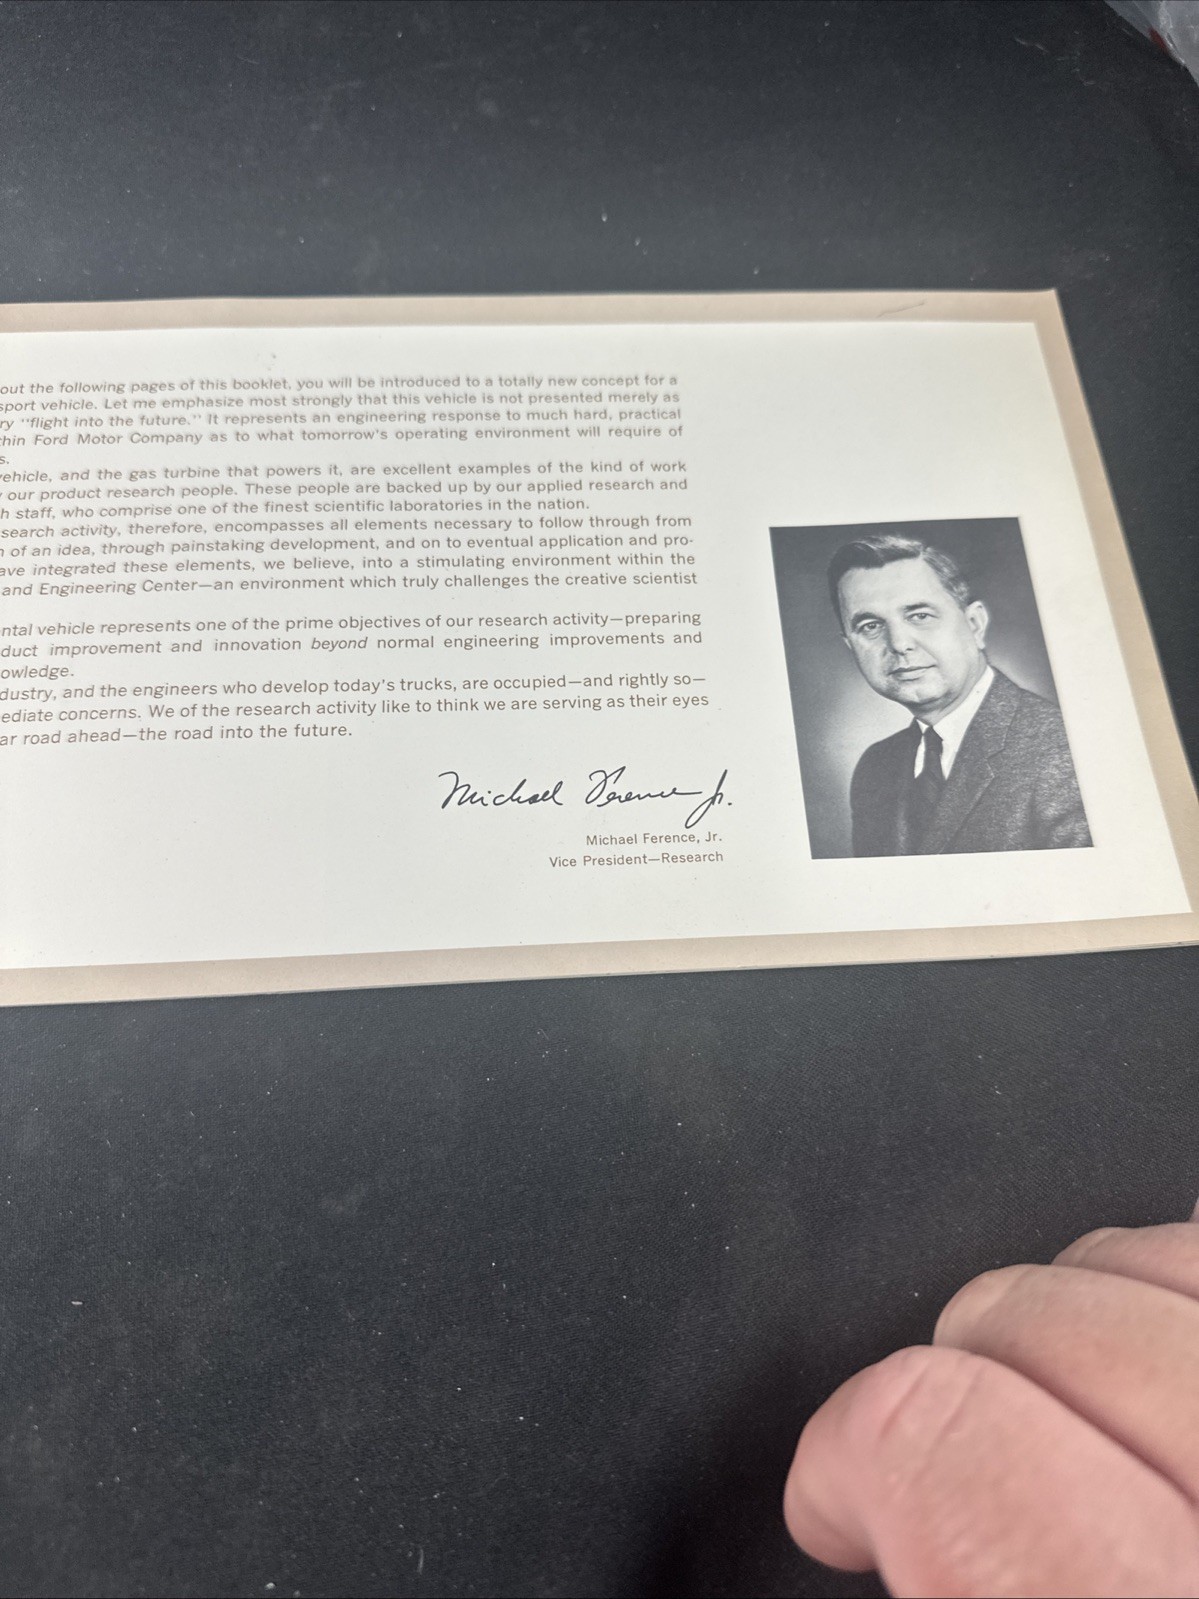 out the following pages of this booklet, you will be introduced to a totally new concept for a
sport vehicle. Let me emphasize most strongly that this vehicle is not presented merely as
ry “flight into the future.” It represents an engineering response to much hard, practical
thin Ford Motor Company as to what tomorrow's operating environment will require of
s.
vehicle, and the gas turbine that powers it, are excellent examples of the kind of work
our product research people. These people are backed up by our applied research and
h staff, who comprise one of the finest scientific laboratories in the nation.
search activity, therefore, encompasses all elements necessary to follow through from
n of an idea, through painstaking development, and on to eventual application and pro-
ave integrated these elements, we believe, into a stimulating environment within the
and Engineering Center—an environment which truly challenges the creative scientist
ntal vehicle represents one of the prime objectives of our research activity—preparing
duct improvement and innovation beyond normal engineering improvements and
owledge.
dustry, and the engineers who develop today's trucks, are occupied—and rightly so—
ediate concerns. We of the research activity like to think we are serving as their eyes
ar road ahead—the road into the future.
Michael Ference Jr.
Michael Ference, Jr.
Vice President—Research